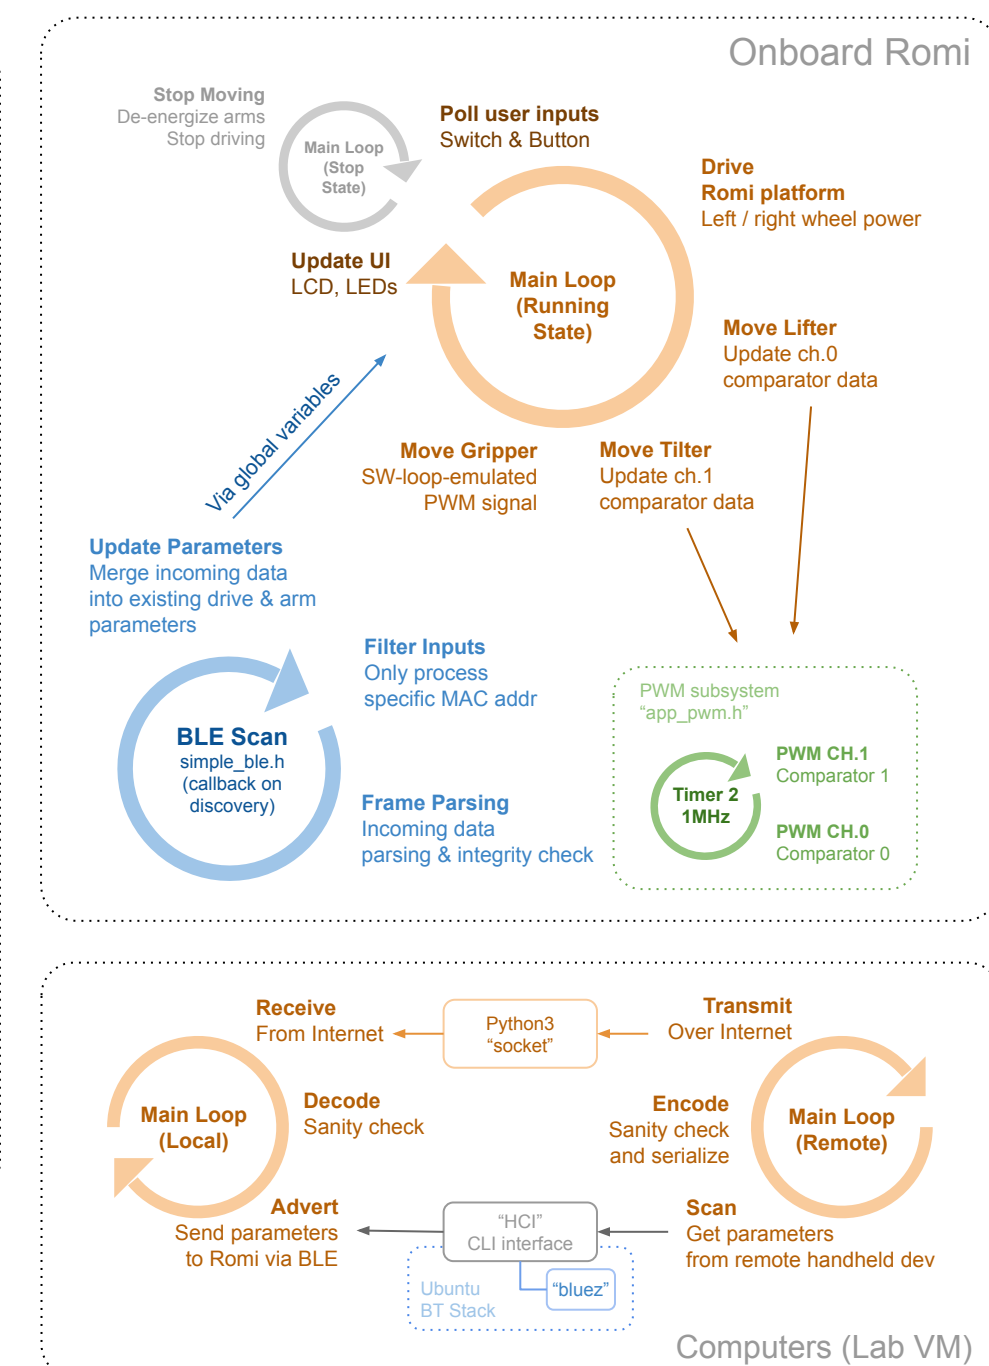 Onboard Romi
Stop Moving
De-energize arms
Stop driving
Main Loop
(Stop
State)
Poll user inputs
Switch & Button
Drive
Romi platform
Left / right wheel power
Update UI
LCD, LEDs
Main Loop
(Running
State)
Move Lifter
Update ch.0
comparator data
Move Gripper
SW-loop-emulated
PWM signal
Move Tilter
Update ch.1
comparator data
Via global variables
Update Parameters
Merge incoming data
into existing drive & arm
parameters
Filter Inputs
Only process
specific MAC addr
BLE Scan
simple_ble.h
(callback on
discovery)
Frame Parsing
Incoming data
parsing & integrity check
PWM subsystem
“app_pwm.h”
Timer 2
1MHz
PWM CH.1
Comparator 1
PWM CH.0
Comparator 0
Receive
From Internet
Python3
“socket”
Transmit
Over Internet
Main Loop
(Local)
Decode
Sanity check
Encode
Sanity check
and serialize
Main Loop
(Remote)
Advert
Send parameters
to Romi via BLE
“HCI”
CLI interface
Scan
Get parameters
from remote handheld dev
Ubuntu
BT Stack
“bluez”
Computers (Lab VM)